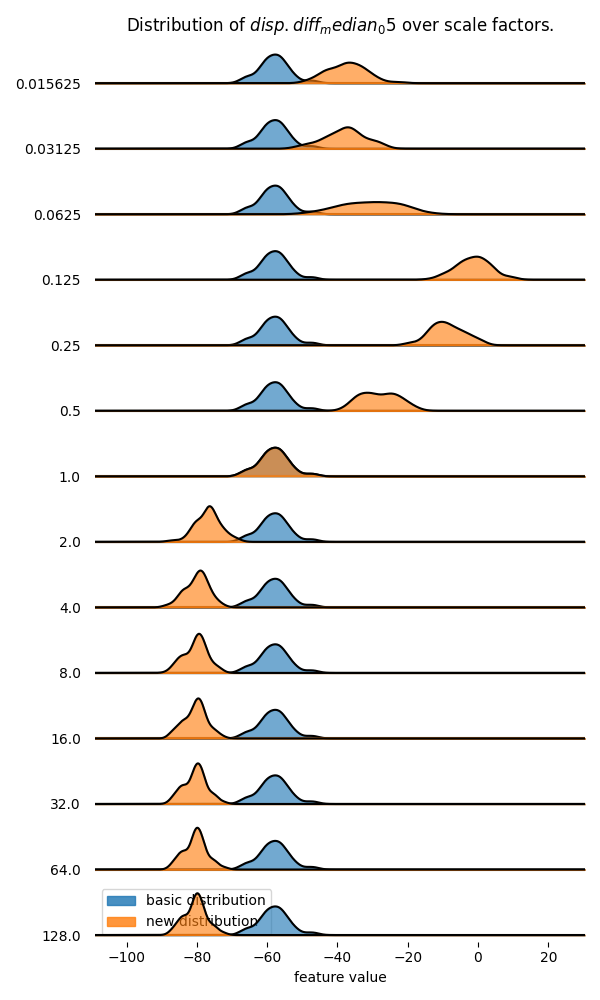 Distribution of disp. diff_median_05 over scale factors.
0.015625
0.03125
0.0625
0.125
0.25
0.5
1.0
2.0
4.0
8.0
16.0
32.0
64.0
128.0
basic distribution
new distribution
−100 −80 −60 −40 −20 0 20
feature value